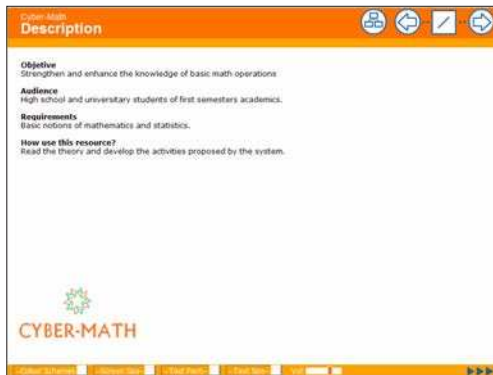 Cyber-Math
Description
Objetive
Strengthen and enhance the knowledge of basic math operations
Audience
High school and universitary students of first semesters academics.
Requirements
Basic notions of mathematics and statistics.
How use this resource?
Read the theory and develop the activities proposed by the system.
CYBER-MATH